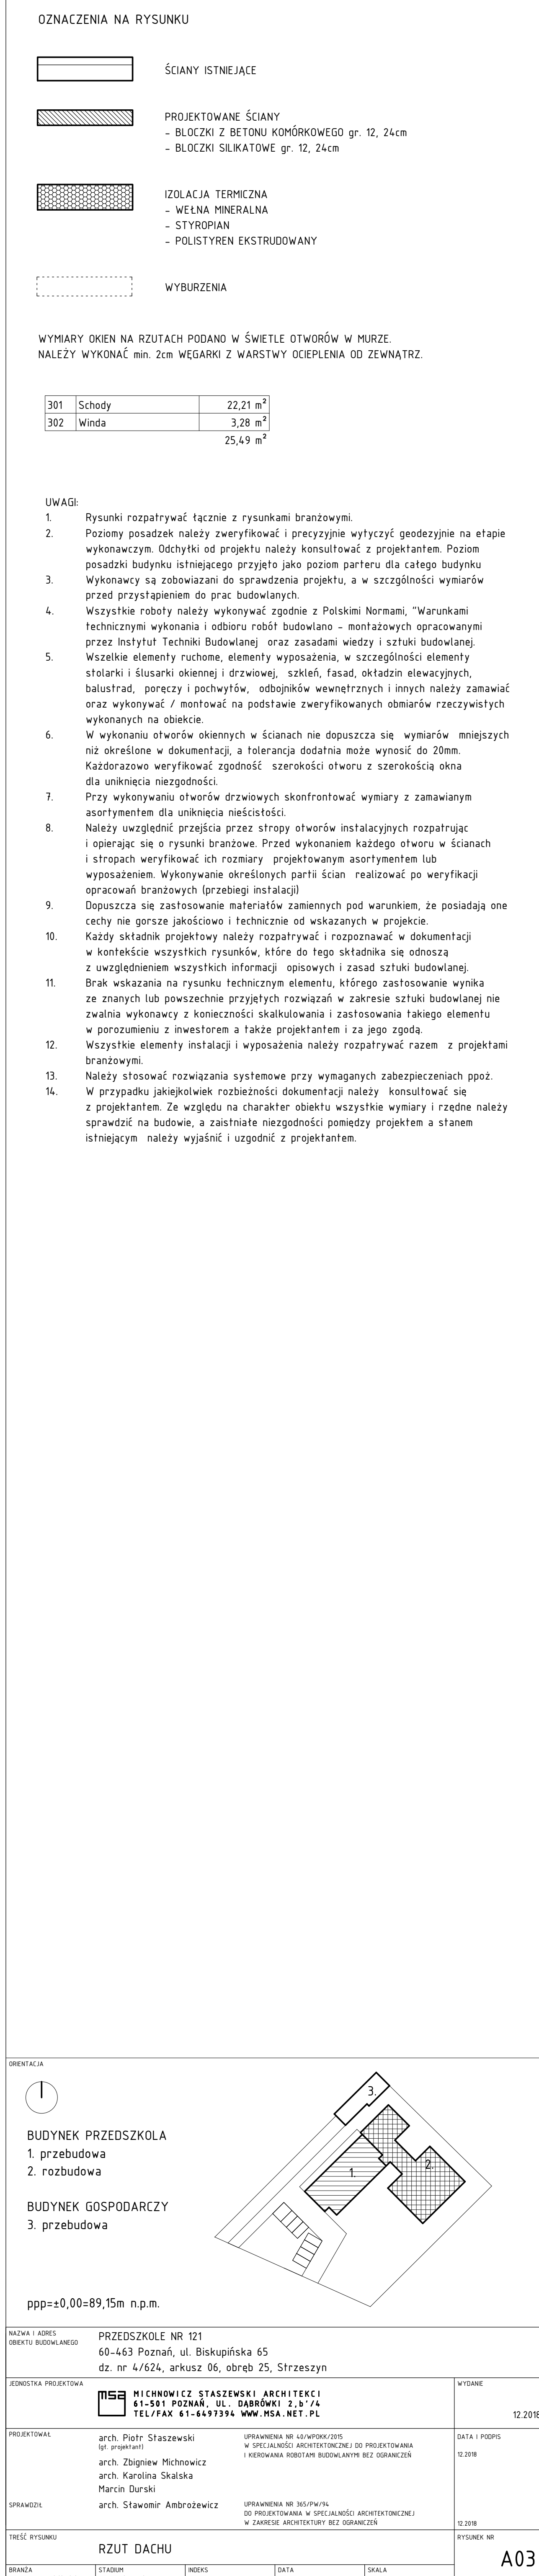 OZNACZENIA NA RYSUNKU
ŚCIANY ISTNIEJĄCE
PROJEKTOWANE ŚCIANY
- BLOCZKI Z BETONU KOMÓRKOWEGO gr. 12, 24cm
- BLOCZKI SILIKATOWE gr. 12, 24cm
IZOLACJA TERMICZNA
- WEŁNA MINERALNA
- STYROPIAN
- POLISTYREN EKSTRUDOWANY
WYBURZENIA
WYMIARY OKIEN NA RZUTACH PODANO W ŚWIETLE OTWORÓW W MURZE.
NALEŻY WYKONAĆ min. 2cm WĘGARKI Z WARSTWY OCIEPLENIA OD ZEWNĄTRZ.
301 Schody 22,21 m²
302 Winda 3,28 m²
25,49 m²
UWAGI:
1. Rysunki rozpatrywać łącznie z rysunkami branżowymi.
2. Poziomy posadzek należy zweryfikować i precyzyjnie wytyczyć geodezyjnie na etapie
wykonawczym. Odchyłki od projektu należy konsultować z projektantem. Poziom
posadzki budynku istniejącego przyjęto jako poziom parteru dla całego budynku
3. Wykonawcy są zobowiazani do sprawdzenia projektu, a w szczgólności wymiarów
przed przystąpieniem do prac budowlanych.
4. Wszystkie roboty należy wykonywać zgodnie z Polskimi Normami, "Warunkami
technicznymi wykonania i odbioru robót budowlano - montażowych opracowanymi
przez Instytut Techniki Budowlanej oraz zasadami wiedzy i sztuki budowlanej.
5. Wszelkie elementy ruchome, elementy wyposażenia, w szczególności elementy
stolarki i ślusarki okiennej i drzwiowej, szkleń, fasad, okładzin elewacyjnych,
balustrad, poręczy i pochwytów, odbojników wewnętrznych i innych należy zamawiać
oraz wykonywać / montować na podstawie zweryfikowanych obmiarów rzeczywistych
wykonanych na obiekcie.
6. W wykonaniu otworów okiennych w ścianach nie dopuszcza się wymiarów mniejszych
niż określone w dokumentacji, a tolerancja dodatnia może wynosić do 20mm.
Każdorazowo weryfikować zgodność szerokości otworu z szerokością okna
dla uniknięcia niezgodności.
7. Przy wykonywaniu otworów drzwiowych skonfrontować wymiary z zamawianym
asortymentem dla uniknięcia nieścisłości.
8. Należy uwzględnić przejścia przez stropy otworów instalacyjnych rozpatrując
i opierając się o rysunki branżowe. Przed wykonaniem każdego otworu w ścianach
i stropach weryfikować ich rozmiary projektowanym asortymentem lub
wyposażeniem. Wykonywanie określonych partii ścian realizować po weryfikacji
opracowań branżowych (przebiegi instalacji)
9. Dopuszcza się zastosowanie materiałów zamiennych pod warunkiem, że posiadają one
cechy nie gorsze jakościowo i technicznie od wskazanych w projekcie.
10. Każdy składnik projektowy należy rozpatrywać i rozpoznawać w dokumentacji
w kontekście wszystkich rysunków, które do tego składnika się odnoszą
z uwzględnieniem wszystkich informacji opisowych i zasad sztuki budowlanej.
11. Brak wskazania na rysunku technicznym elementu, którego zastosowanie wynika
ze znanych lub powszechnie przyjętych rozwiązań w zakresie sztuki budowlanej nie
zwalnia wykonawcy z konieczności skalkulowania i zastosowania takiego elementu
w porozumieniu z inwestorem a także projektantem i za jego zgodą.
12. Wszystkie elementy instalacji i wyposażenia należy rozpatrywać razem z projektami
branżowymi.
13. Należy stosować rozwiązania systemowe przy wymaganych zabezpieczeniach ppoż.
14. W przypadku jakiejkolwiek rozbieżności dokumentacji należy konsultować się
z projektantem. Ze względu na charakter obiektu wszystkie wymiary i rzędne należy
sprawdzić na budowie, a zaistniałe niezgodności pomiędzy projektem a stanem
istniejącym należy wyjaśnić i uzgodnić z projektantem.
ORIENTACJA
BUDYNEK PRZEDSZKOLA
1. przebudowa
2. rozbudowa
BUDYNEK GOSPODARCZY
3. przebudowa
3.
2.
1.
ppp=±0,00=89,15m n.p.m.
NAZWA I ADRES
OBIEKTU BUDOWLANEGO
PRZEDSZKOLE NR 121
60-463 Poznań, ul. Biskupińska 65
dz. nr 4/624, arkusz 06, obręb 25, Strzeszyn
JEDNOSTKA PROJEKTOWA
msa
MICHNOWICZ STASZEWSKI ARCHITEKCI
61-501 POZNAŃ, UL. DĄBRÓWKI 2,b'/4
TEL/FAX 61-6497394 WWW.MSA.NET.PL
WYDANIE
12.2018
PROJEKTOWAŁ
arch. Piotr Staszewski
(gł. projektant)
arch. Zbigniew Michnowicz
arch. Karolina Skalska
Marcin Durski
UPRAWNIENIA NR 40/WPOKK/2015
W SPECJALNOŚCI ARCHITEKTONCZNEJ DO PROJEKTOWANIA
I KIEROWANIA ROBOTAMI BUDOWLANYMI BEZ OGRANICZEŃ
DATA I PODPIS
12.2018
SPRAWDZIŁ
arch. Sławomir Ambrożewicz
UPRAWNIENIA NR 365/PW/94
DO PROJEKTOWANIA W SPECJALNOŚCI ARCHITEKTONICZNEJ
W ZAKRESIE ARCHITEKTURY BEZ OGRANICZEŃ
12.2018
TREŚĆ RYSUNKU
RZUT DACHU
RYSUNEK NR
A03
BRANŻA STADIUM INDEKS DATA SKALA